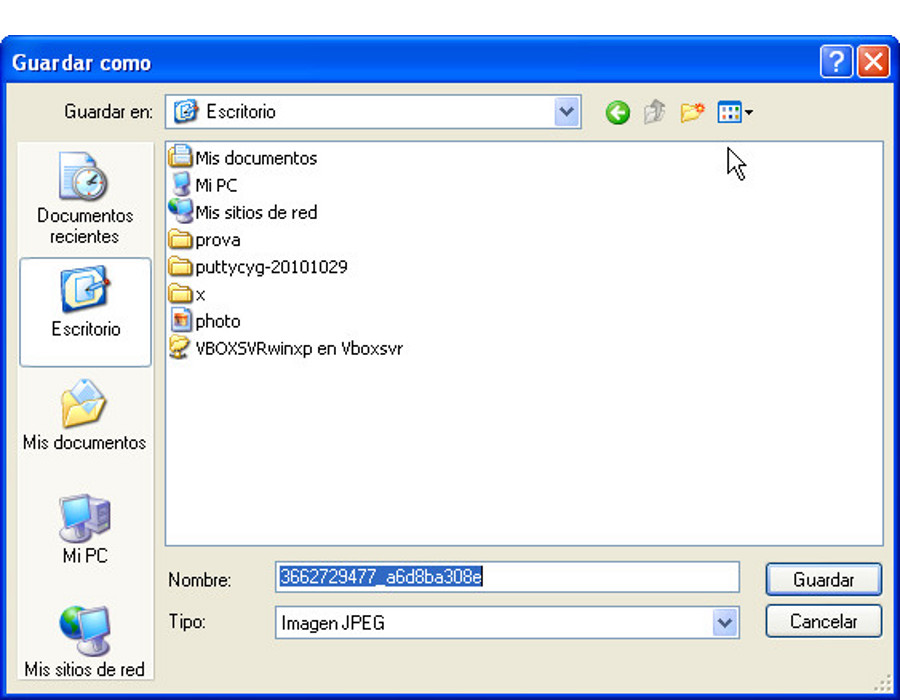 Guardar como
Guardar en:
Escritorio
Documentos
recientes
Escritorio
Mis documentos
Mi PC
Mis sitios de red
Mis documentos
Mi PC
Mis sitios de red
prova
puttycyg-20101029
x
photo
VBOXSVRwinxp en Vboxsvr
Nombre:
3662729477_a6d8ba308e
Guardar
Tipo:
Imagen JPEG
Cancelar